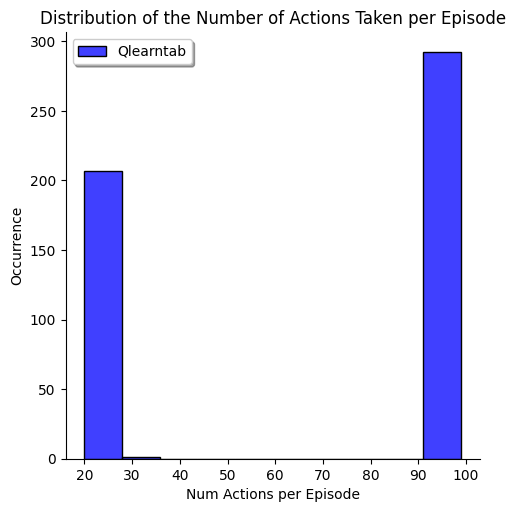 Distribution of the Number of Actions Taken per Episode
Qlearntab
300
250
200
150
100
50
0
Occurrence
20 30 40 50 60 70 80 90 100
Num Actions per Episode